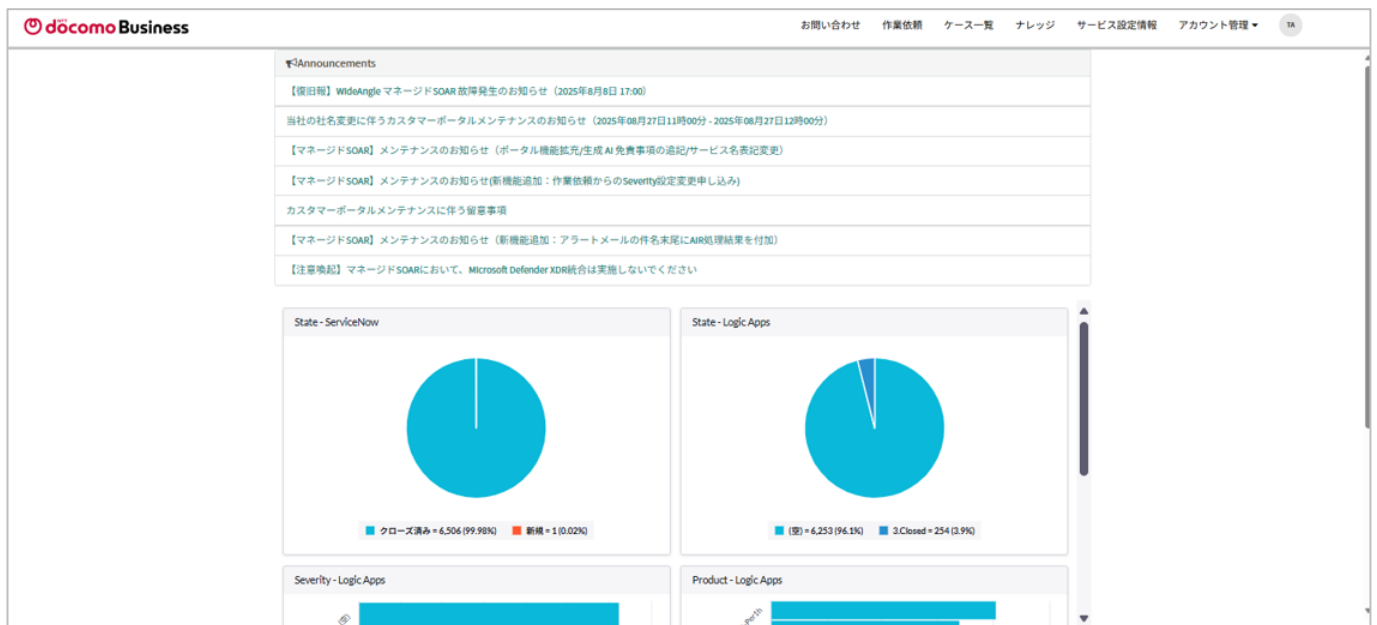 NTT döcomo Business
お問い合わせ 作業依頼 ケース一覧 ナレッジ サービス設定情報 アカウント管理 TA
Announcements
【復旧報】WideAngle マネージドSOAR 故障発生のお知らせ（2025年8月8日 17:00）
当社の社名変更に伴うカスタマーポータルメンテナンスのお知らせ（2025年08月27日11時00分 - 2025年08月27日12時00分）
【マネージドSOAR】メンテナンスのお知らせ（ポータル機能拡充/生成 AI 免責事項の追記/サービス名表記変更）
【マネージドSOAR】メンテナンスのお知らせ(新機能追加：作業依頼からのSeverity設定変更申し込み)
カスタマーポータルメンテナンスに伴う留意事項
【マネージドSOAR】メンテナンスのお知らせ（新機能追加：アラートメールの件名末尾にAIR処理結果を付加）
【注意喚起】マネージドSOARにおいて、Microsoft Defender XDR統合は実施しないでください
State - ServiceNow
State - Logic Apps
クローズ済み = 6,506 (99.98%) 新規 = 1 (0.02%)
(空) = 6,253 (96.1%) 3.Closed = 254 (3.9%)
Severity - Logic Apps
Product - Logic Apps
(空)